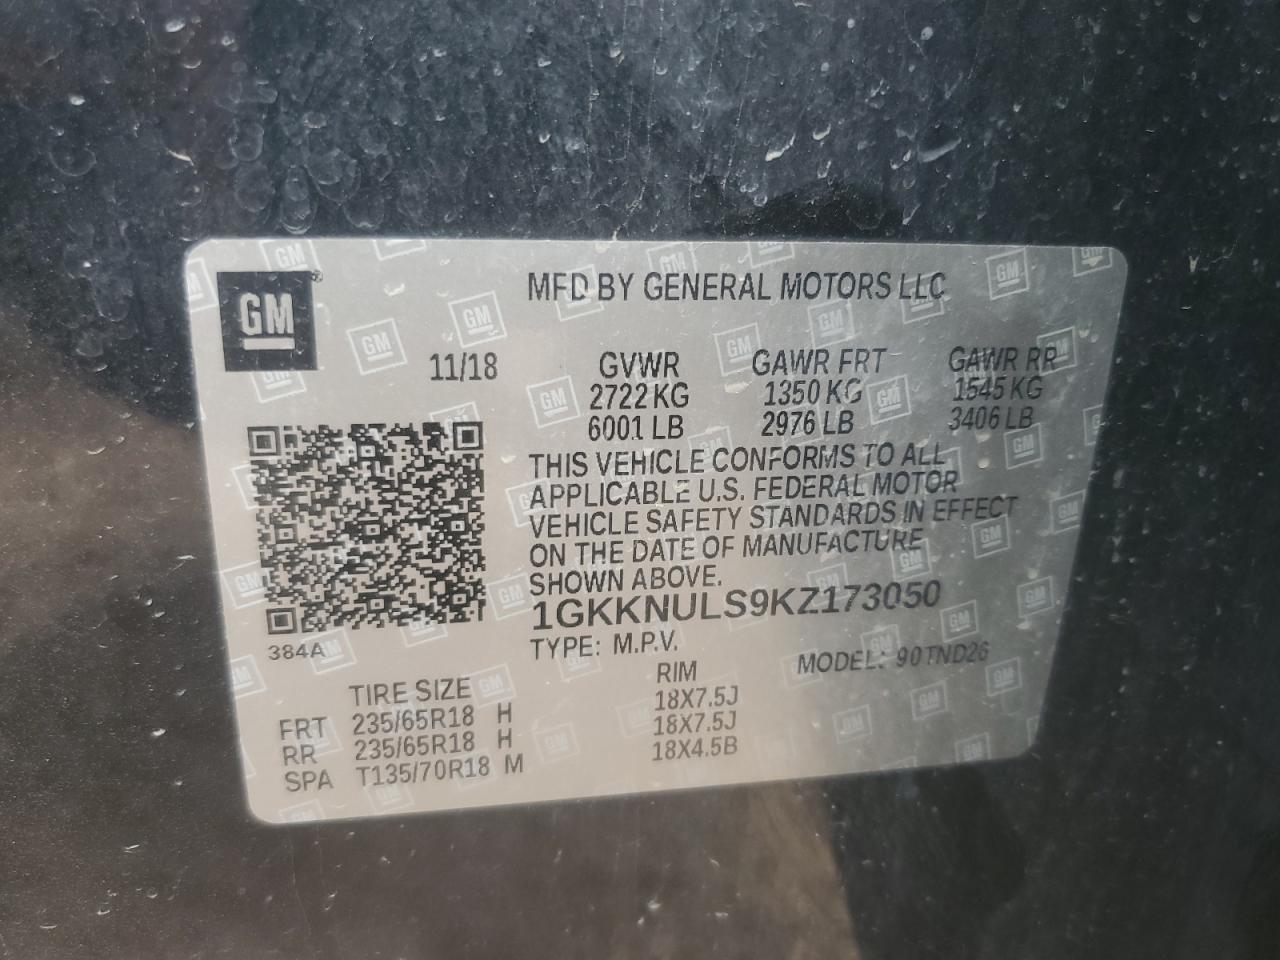 GM
MFD BY GENERAL MOTORS LLC
11/18 GVWR GAWR FRT GAWR RR
2722 KG 1350 KG 1545 KG
6001 LB 2976 LB 3406 LB
THIS VEHICLE CONFORMS TO ALL
APPLICABLE U.S. FEDERAL MOTOR
VEHICLE SAFETY STANDARDS IN EFFECT
ON THE DATE OF MANUFACTURE
SHOWN ABOVE.
1GKKNULS9KZ173050
384A
TYPE: M.P.V. MODEL: 90TND26
TIRE SIZE RIM
FRT 235/65R18 H 18X7.5J
RR 235/65R18 H 18X7.5J
SPA T135/70R18 M 18X4.5B